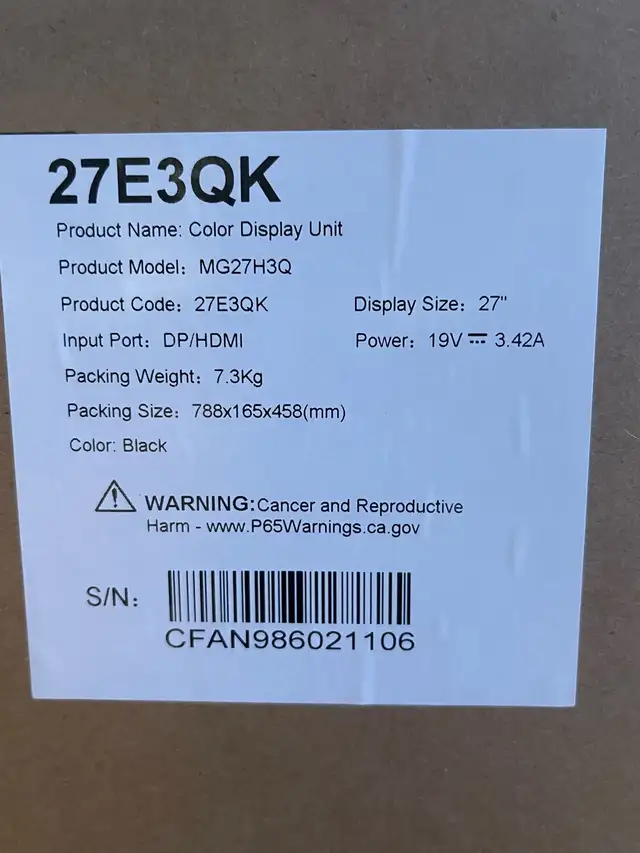 27E3QK
Product Name: Color Display Unit
Product Model：MG27H3Q
Product Code：27E3QK Display Size：27"
Input Port：DP/HDMI Power：19V ⎓ 3.42A
Packing Weight：7.3Kg
Packing Size：788x165x458(mm)
Color: Black
WARNING:Cancer and Reproductive
Harm - www.P65Warnings.ca.gov
S/N：
CFAN986021106